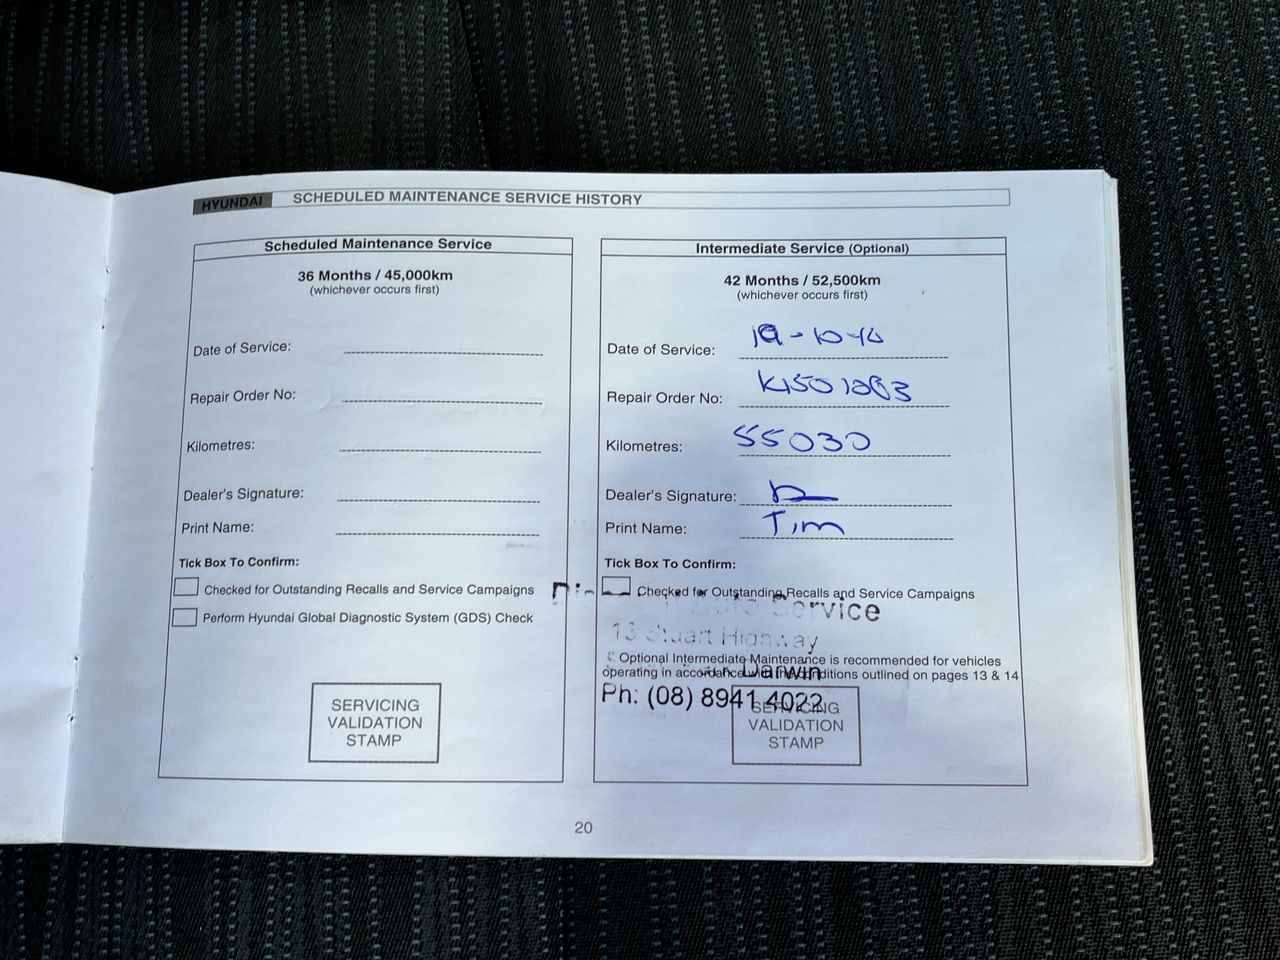 HYUNDAI
SCHEDULED MAINTENANCE SERVICE HISTORY
Scheduled Maintenance Service
36 Months / 45,000km
(whichever occurs first)
Date of Service:
Repair Order No:
Kilometres:
Dealer's Signature:
Print Name:
Tick Box To Confirm:
Checked for Outstanding Recalls and Service Campaigns
Perform Hyundai Global Diagnostic System (GDS) Check
SERVICING
VALIDATION
STAMP
Intermediate Service (Optional)
42 Months / 52,500km
(whichever occurs first)
Date of Service:
Repair Order No:
Kilometres: 55030
Dealer's Signature:
Print Name: Tim
Tick Box To Confirm:
Checked for Outstanding Recalls and Service Campaigns
Service
Stuart Highway
Optional Intermediate Maintenance is recommended for vehicles
operating in accordance with the conditions outlined on pages 13 & 14
Darwin
Ph: (08) 8941 4022
SERVICING
VALIDATION
STAMP
20